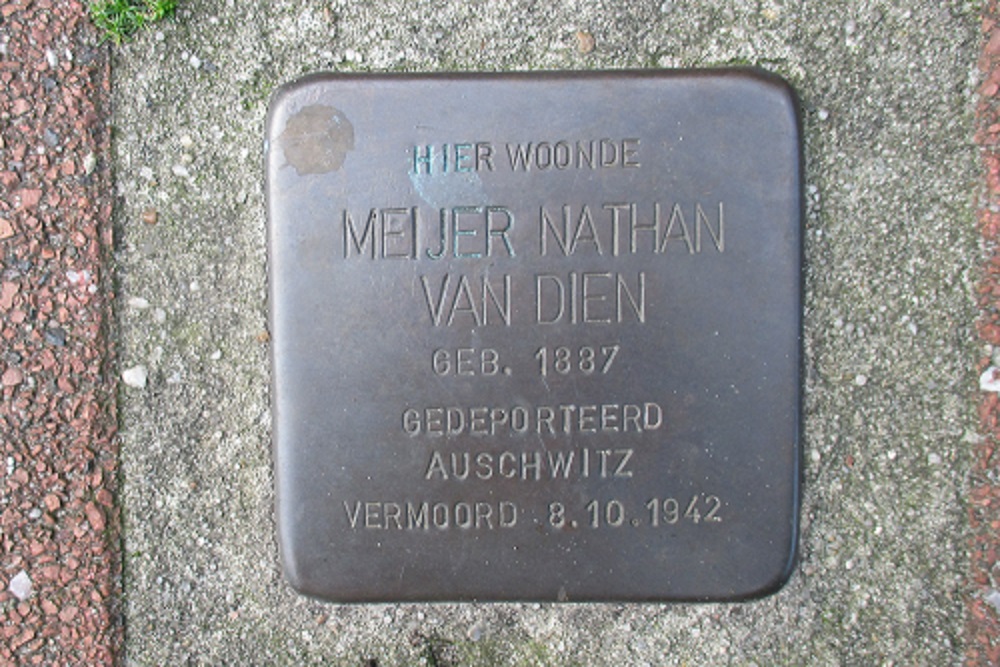 HIER WOONDE
MEIJER NATHAN
VAN DIEN
GEB. 1887
GEDEPORTEERD
AUSCHWITZ
VERMOORD 8.10.1942